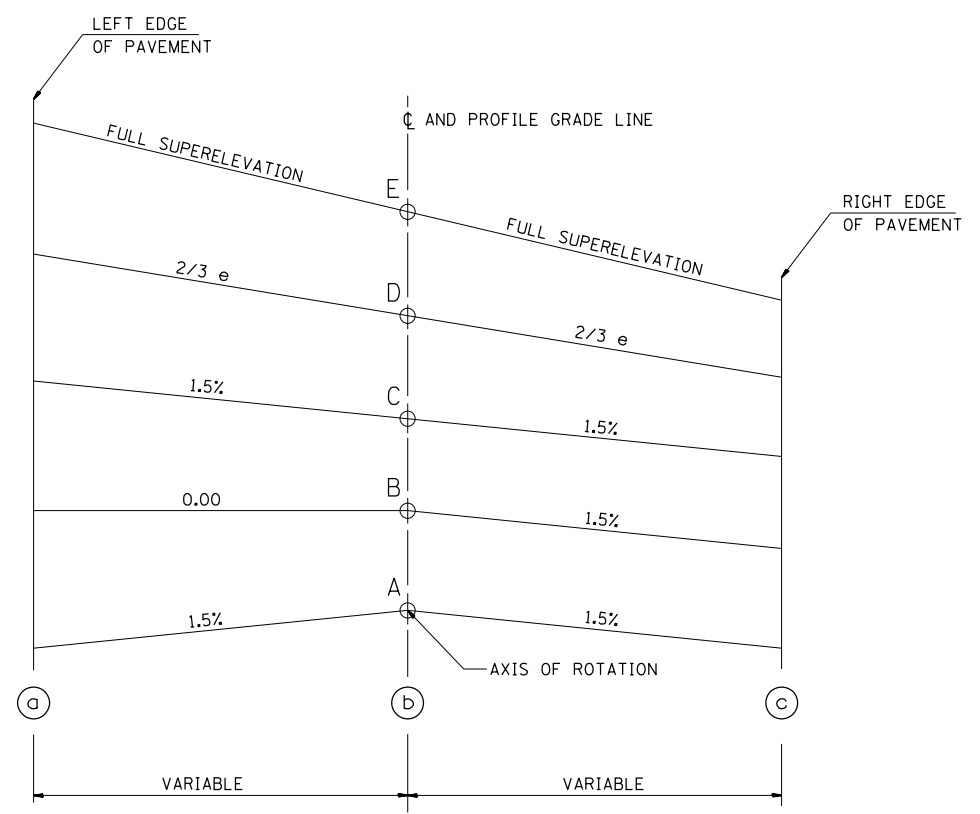 LEFT EDGE
OF PAVEMENT
℄ AND PROFILE GRADE LINE
FULL SUPERELEVATION
E
RIGHT EDGE
OF PAVEMENT
FULL SUPERELEVATION
2/3 e
D
2/3 e
1.5%
C
1.5%
0.00
B
1.5%
A
1.5%
1.5%
AXIS OF ROTATION
a
b
c
VARIABLE
VARIABLE